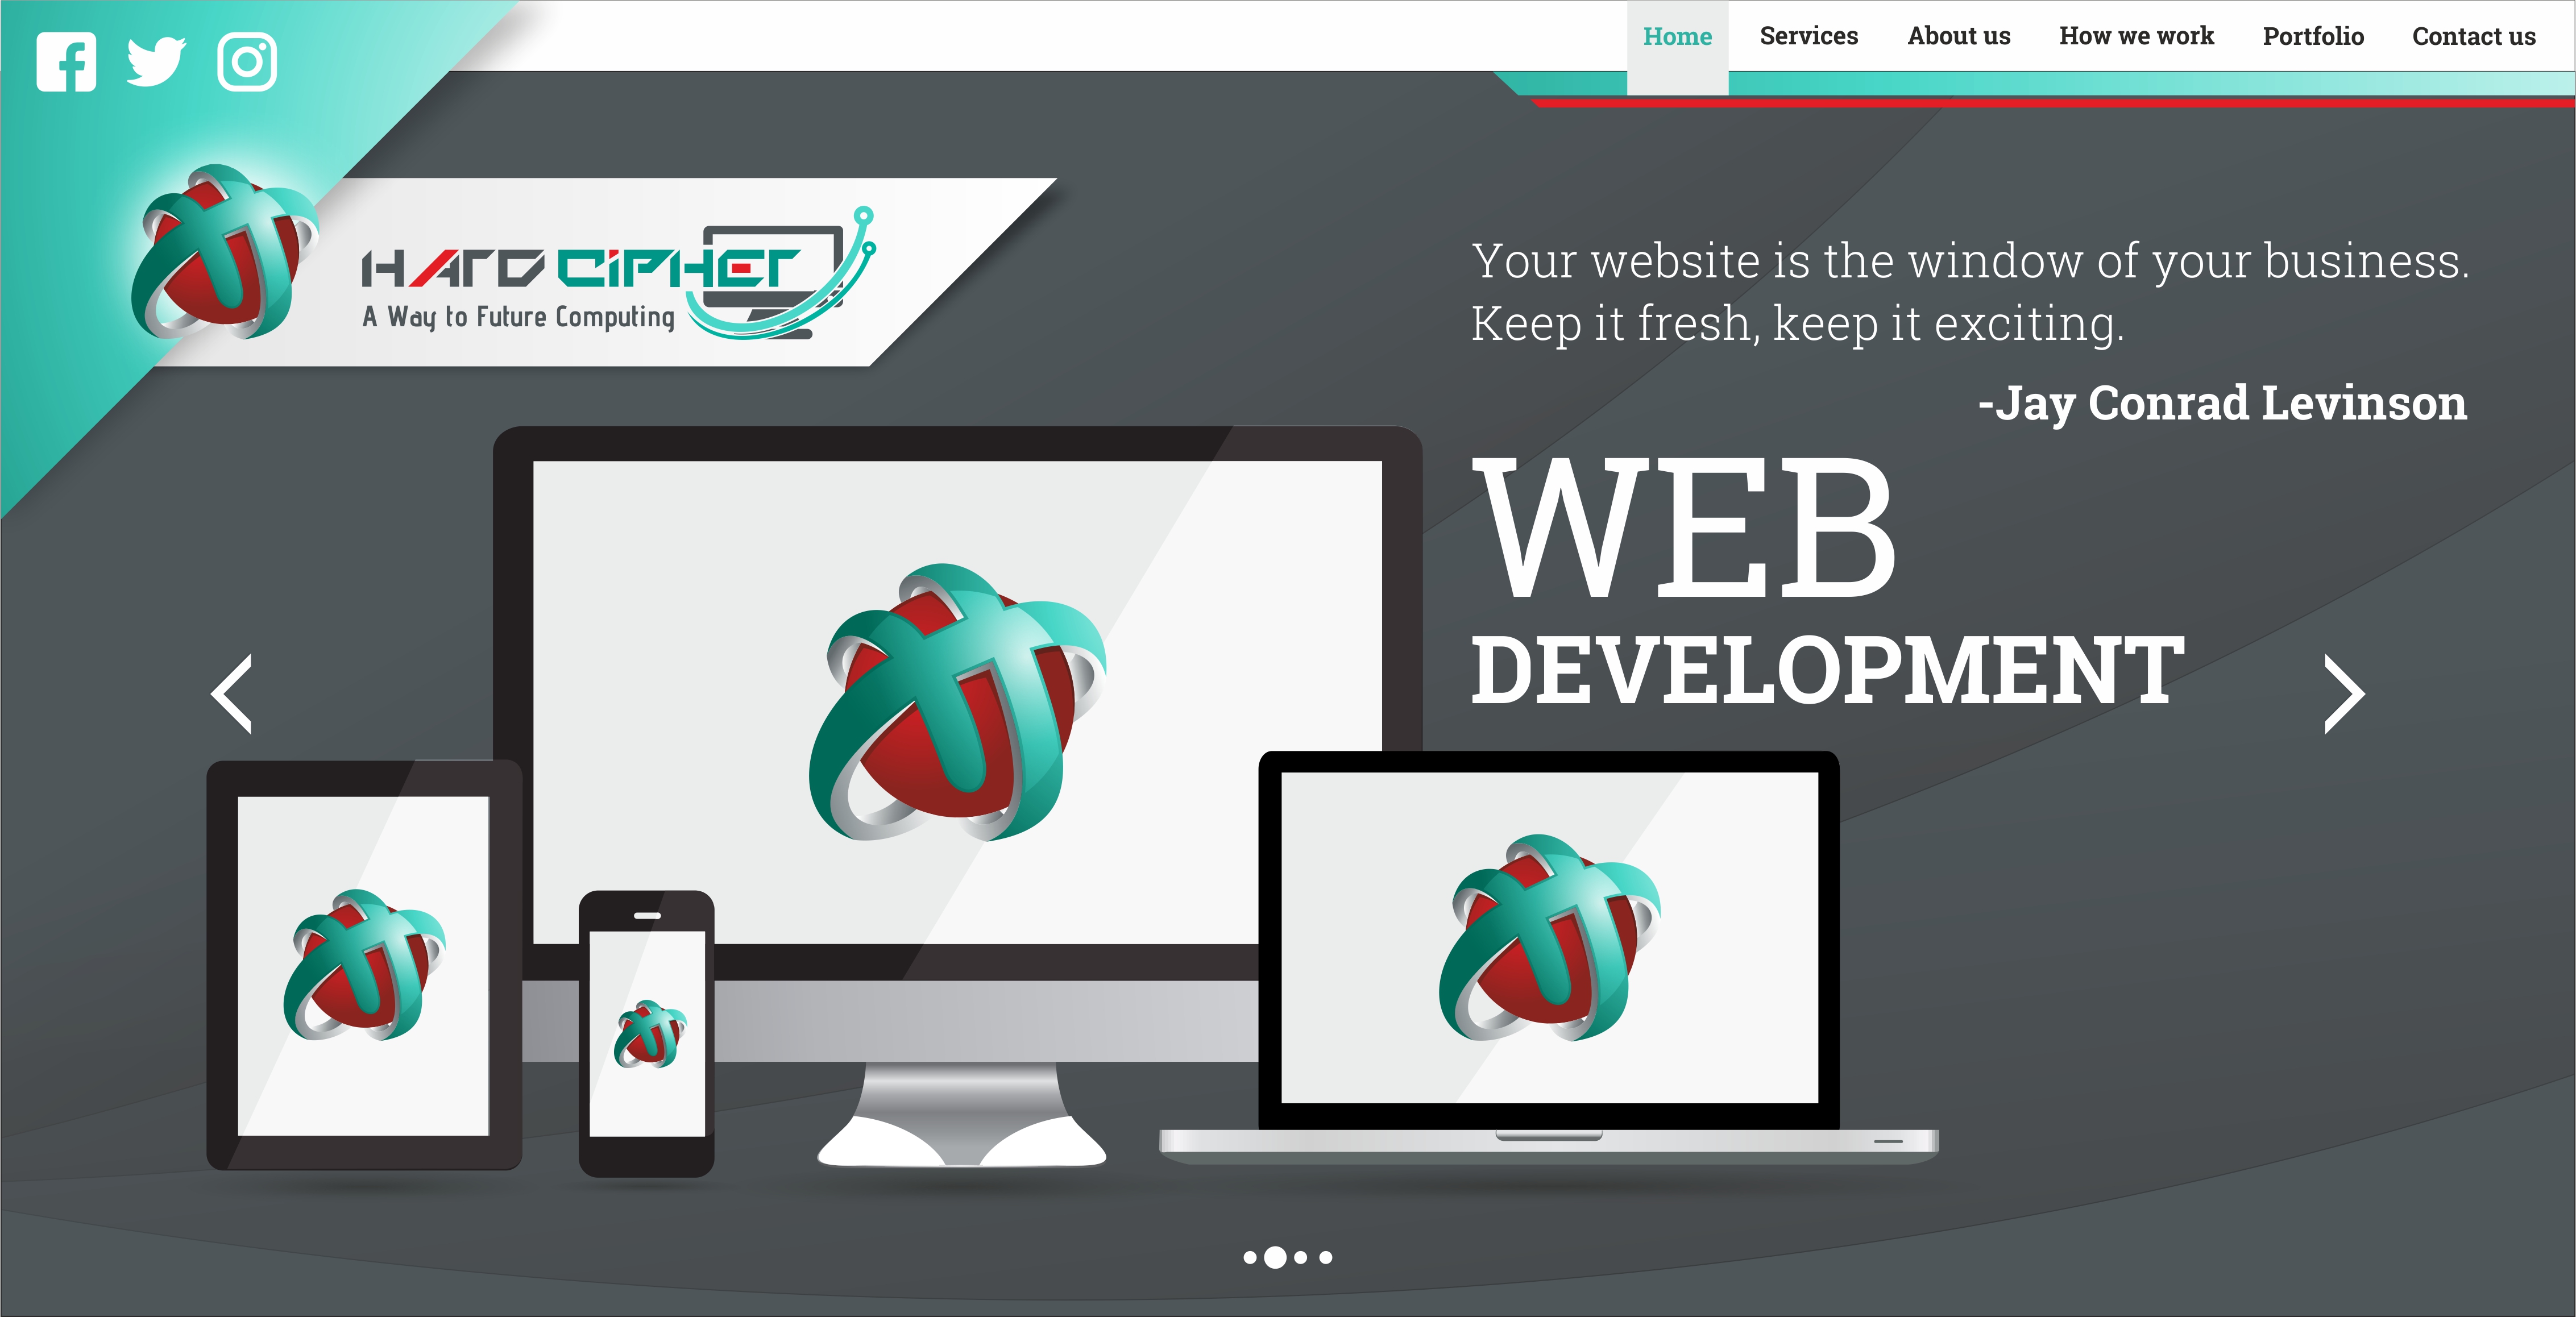 Home Services About us How we work Portfolio Contact us
HARD CIPHER
A Way to Future Computing
Your website is the window of your business.
Keep it fresh, keep it exciting.
-Jay Conrad Levinson
WEB
DEVELOPMENT